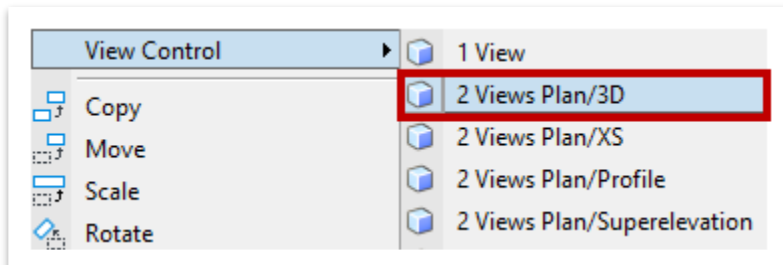 View Control
Copy
Move
Scale
Rotate
1 View
2 Views Plan/3D
2 Views Plan/XS
2 Views Plan/Profile
2 Views Plan/Superelevation